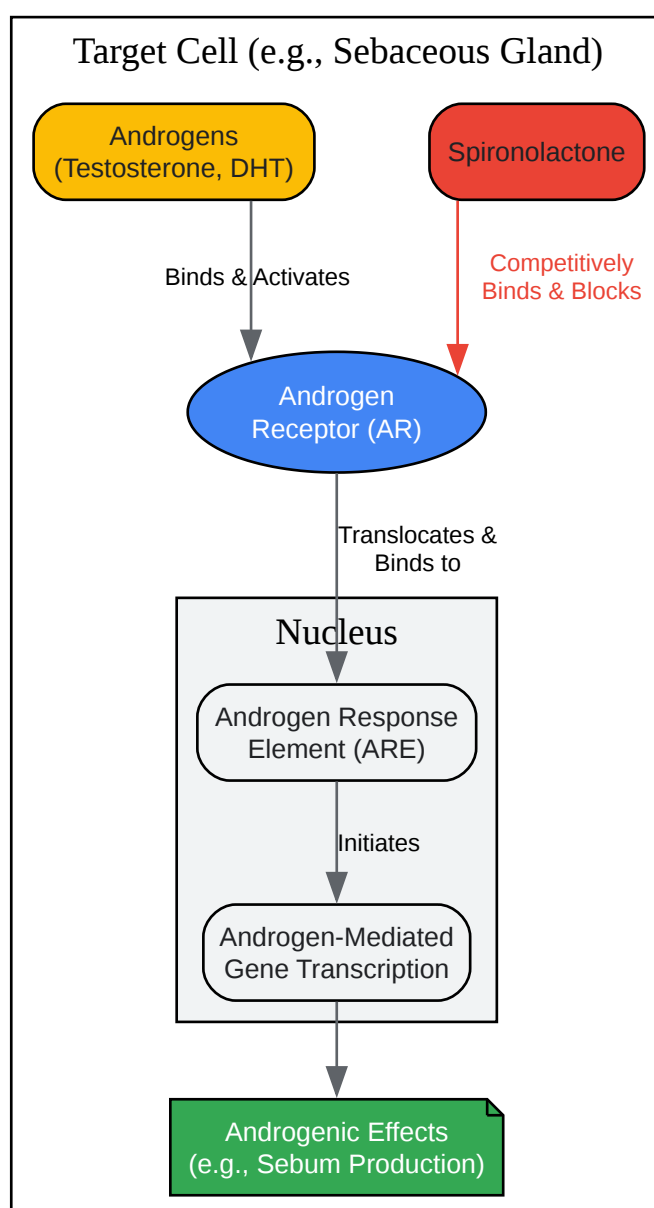 Target Cell (e.g., Sebaceous Gland)
Androgens
(Testosterone, DHT)
Spironolactone
Binds & Activates
Competitively
Binds & Blocks
Androgen
Receptor (AR)
Translocates &
Binds to
Nucleus
Androgen Response
Element (ARE)
Initiates
Androgen-Mediated
Gene Transcription
Androgenic Effects
(e.g., Sebum Production)